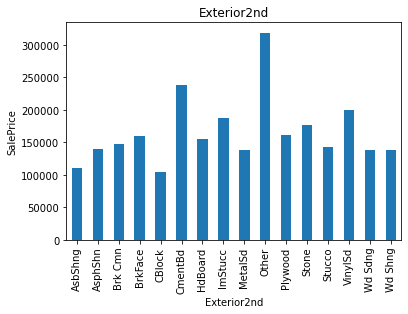 Exterior2nd
300000
250000
200000
150000
100000
50000
0
SalePrice
AsbShng
AsphShn
Brk Cmn
BrkFace
CBlock
CmentBd
HdBoard
ImStucc
MetalSd
Other
Plywood
Stone
Stucco
VinylSd
Wd Sdng
Wd Shng
Exterior2nd